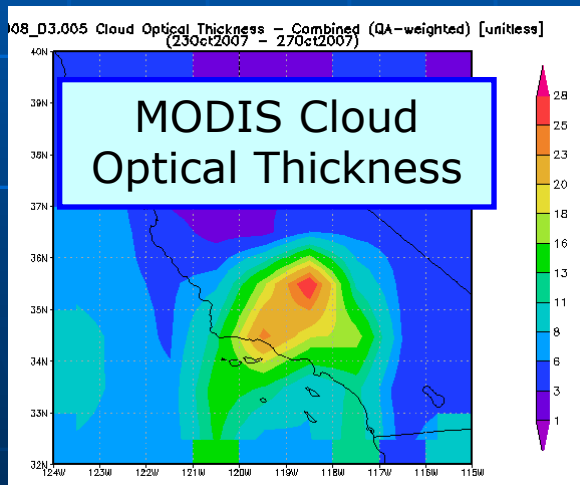 08_D3.005 Cloud Optical Thickness – Combined (QA-weighted) [unitless]
(23Oct2007 – 27Oct2007)
MODIS Cloud
Optical Thickness
40N
39N
38N
37N
36N
35N
34N
33N
32N
124W 123W 122W 121W 120W 119W 118W 117W 116W 115W
28
25
23
20
18
16
13
11
8
6
3
1